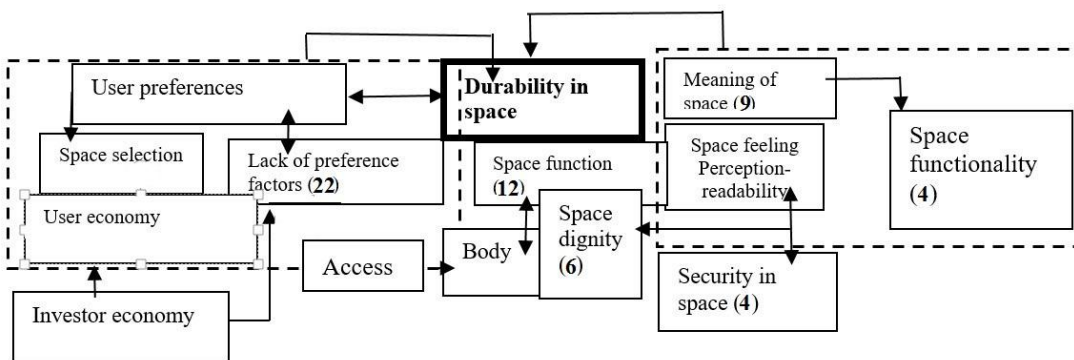 User preferences
Durability in
space
Meaning of
space (9)
Space
functionality
(4)
Space selection
Lack of preference
factors (22)
Space function
(12)
Space feeling
Perception-
readability
User economy
Space
dignity
(6)
Body
Access
Security in
space (4)
Investor economy